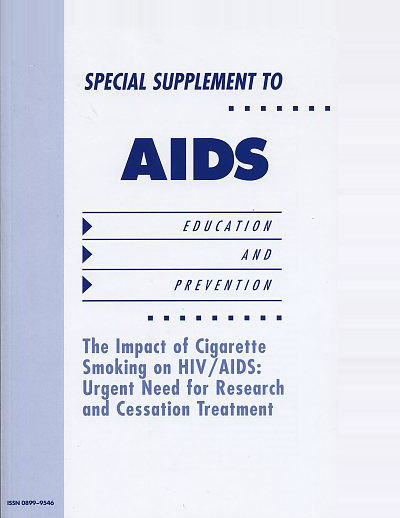 SPECIAL SUPPLEMENT TO
AIDS
EDUCATION
AND
PREVENTION
The Impact of Cigarette
Smoking on HIV/AIDS:
Urgent Need for Research
and Cessation Treatment
ISSN 0899-9546